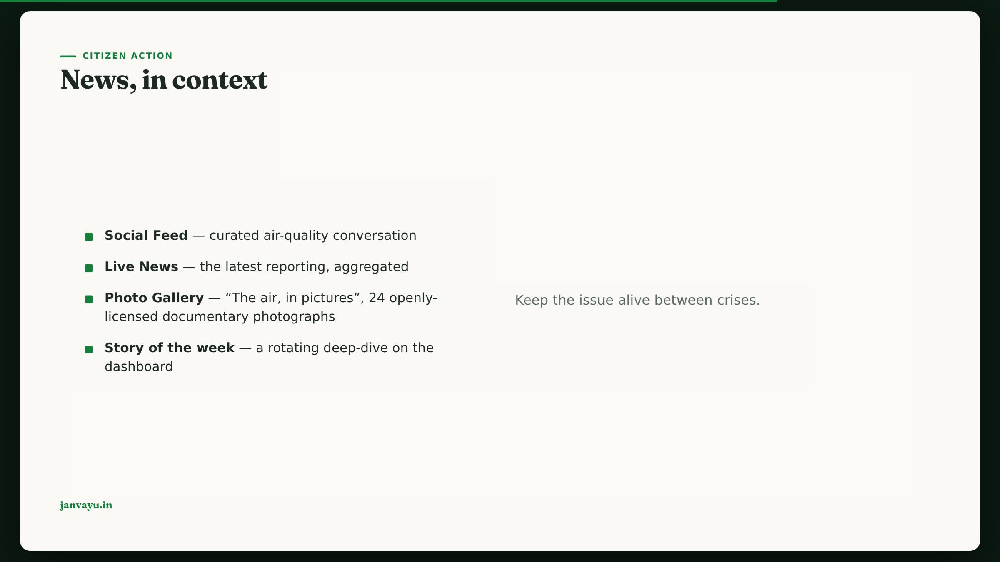 CITIZEN ACTION
News, in context
Social Feed — curated air-quality conversation
Live News — the latest reporting, aggregated
Photo Gallery — “The air, in pictures”, 24 openly-
licensed documentary photographs
Story of the week — a rotating deep-dive on the
dashboard
Keep the issue alive between crises.
janvayu.in